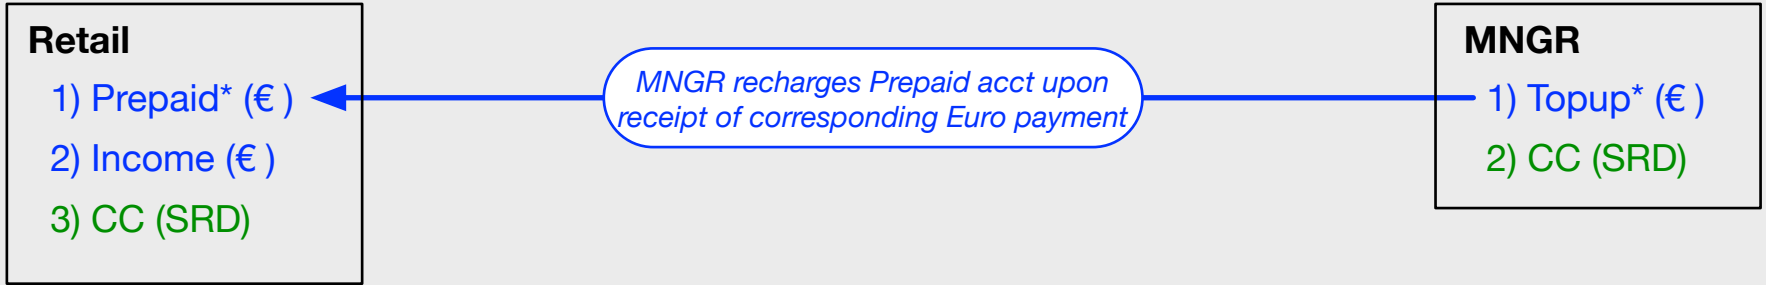 Retail
1) Prepaid* (€ )
2) Income (€ )
3) CC (SRD)
MNGR recharges Prepaid acct upon
receipt of corresponding Euro payment
MNGR
1) Topup* (€ )
2) CC (SRD)